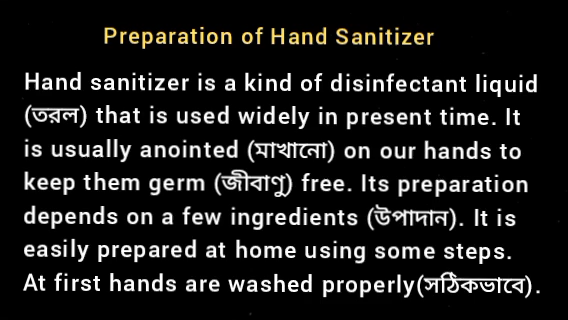 Preparation of Hand Sanitizer
Hand sanitizer is a kind of disinfectant liquid
(তরল) that is used widely in present time. It
is usually anointed (মাখানো) on our hands to
keep them germ (জীবাণু) free. Its preparation
depends on a few ingredients (উপাদান). It is
easily prepared at home using some steps.
At first hands are washed properly(সঠিকভাবে).